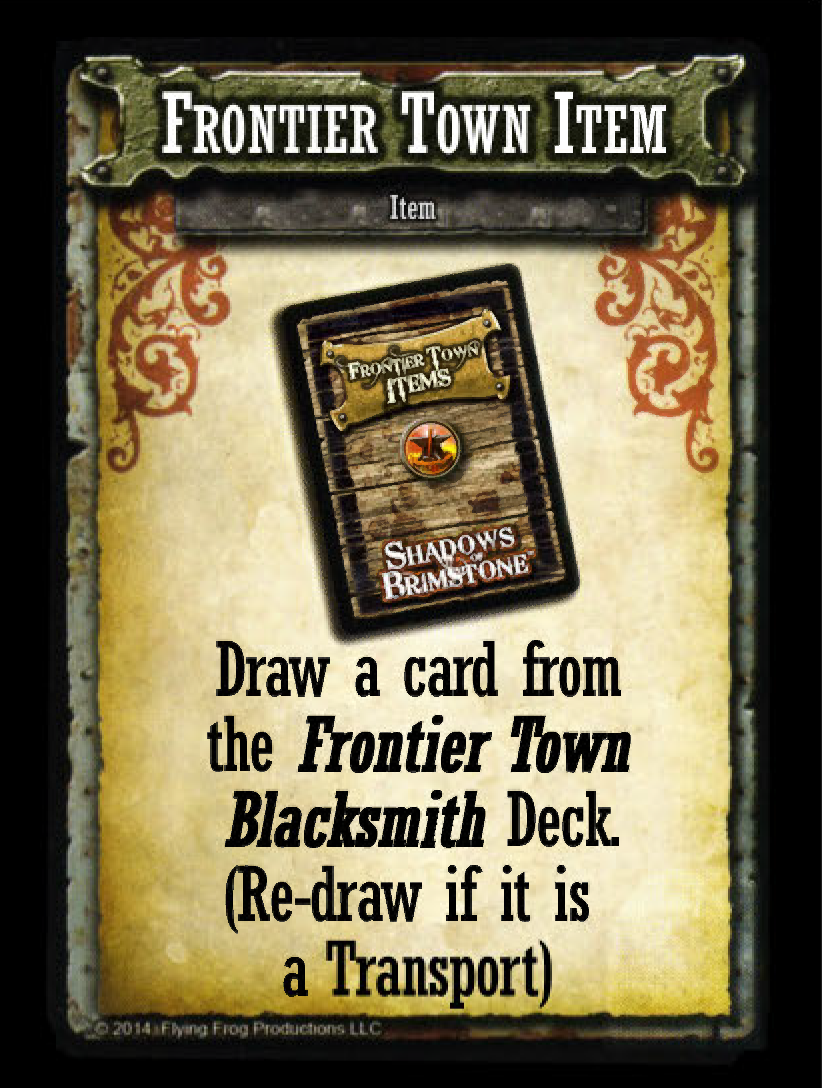 FRONTIER TOWN ITEM
Item
FRONTIER TOWN
ITEMS
SHADOWS
OF
BRIMSTONE™
Draw a card from
the Frontier Town
Blacksmith Deck.
(Re-draw if it is
a Transport)
© 2014 Flying Frog Productions LLC